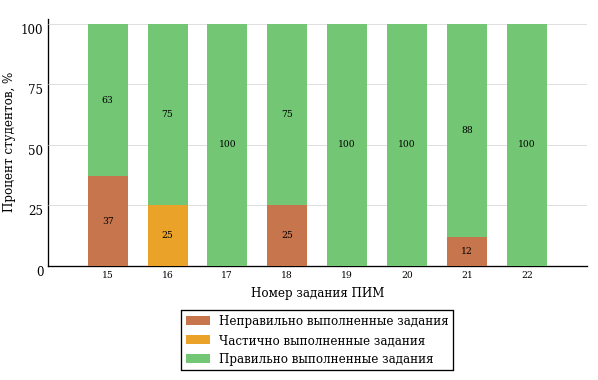 Процент студентов, %
100
75
50
25
0
63
37
75
25
100
75
25
100
100
88
12
100
15 16 17 18 19 20 21 22
Номер задания ПИМ
Неправильно выполненные задания
Частично выполненные задания
Правильно выполненные задания